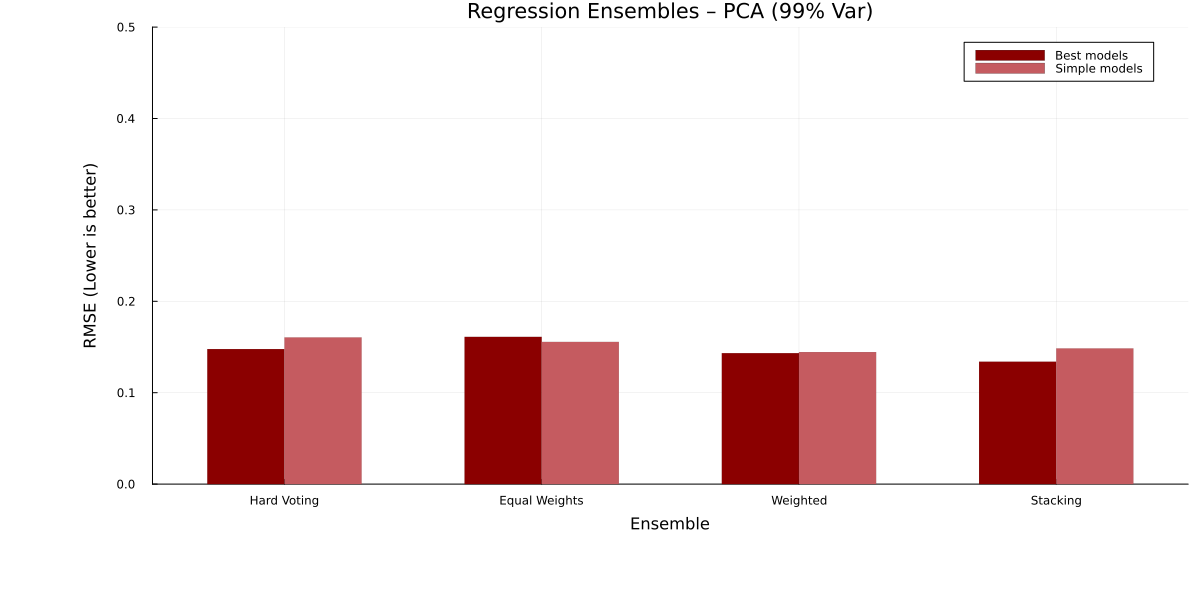 Regression Ensembles – PCA (99% Var)
Best models
Simple models
RMSE (Lower is better)
0.5
0.4
0.3
0.2
0.1
0.0
Hard Voting
Equal Weights
Weighted
Stacking
Ensemble